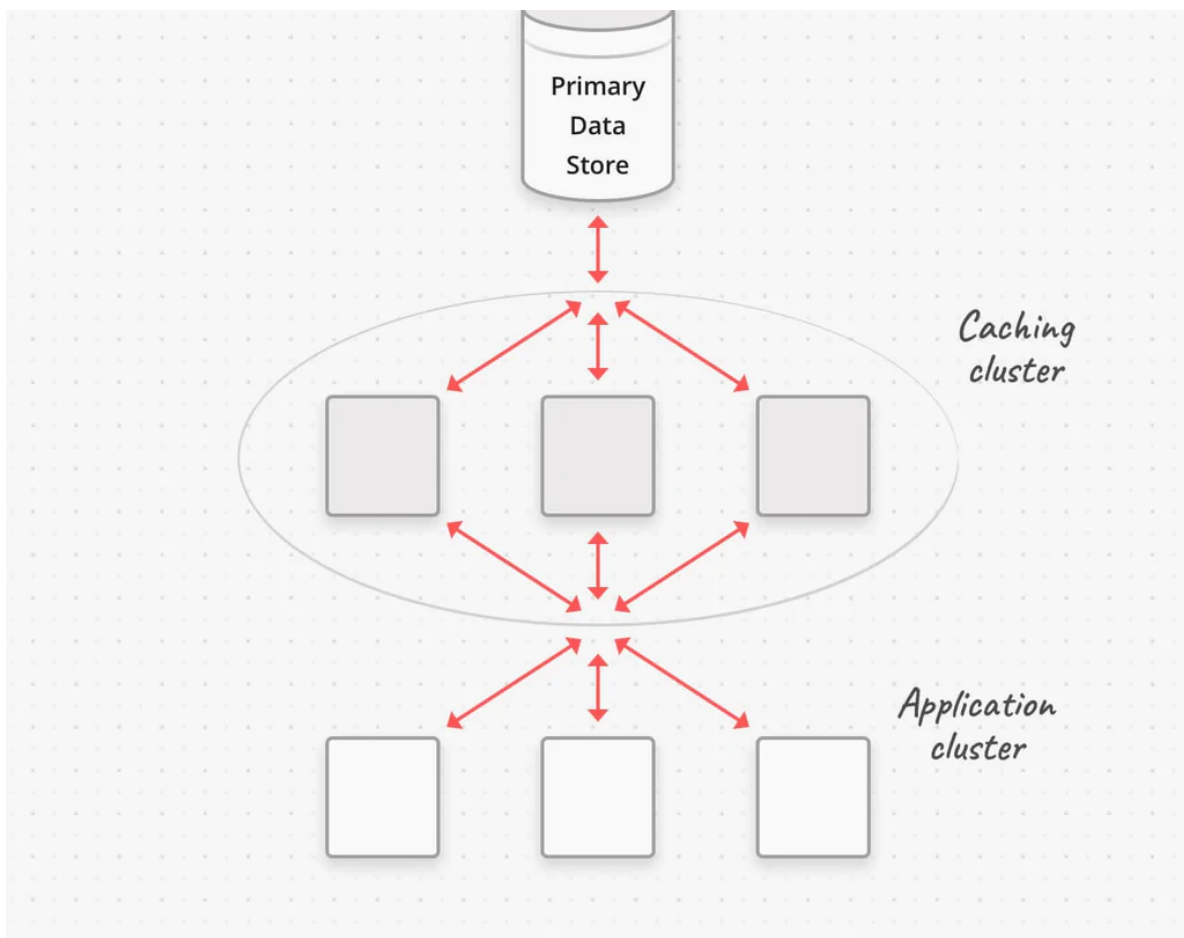 Primary
Data
Store
Caching
cluster
Application
cluster